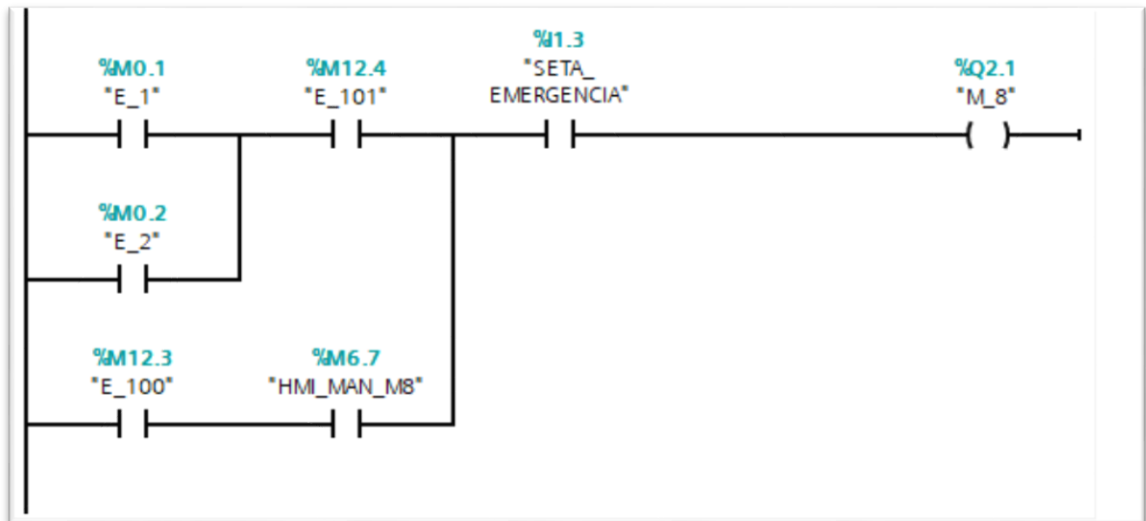 %I1.3
%M0.1 %M12.4 "SETA_ %Q2.1
"E_1" "E_101" EMERGENCIA" "M_8"
%M0.2
"E_2"
%M12.3 %M6.7
"E_100" "HMI_MAN_M8"